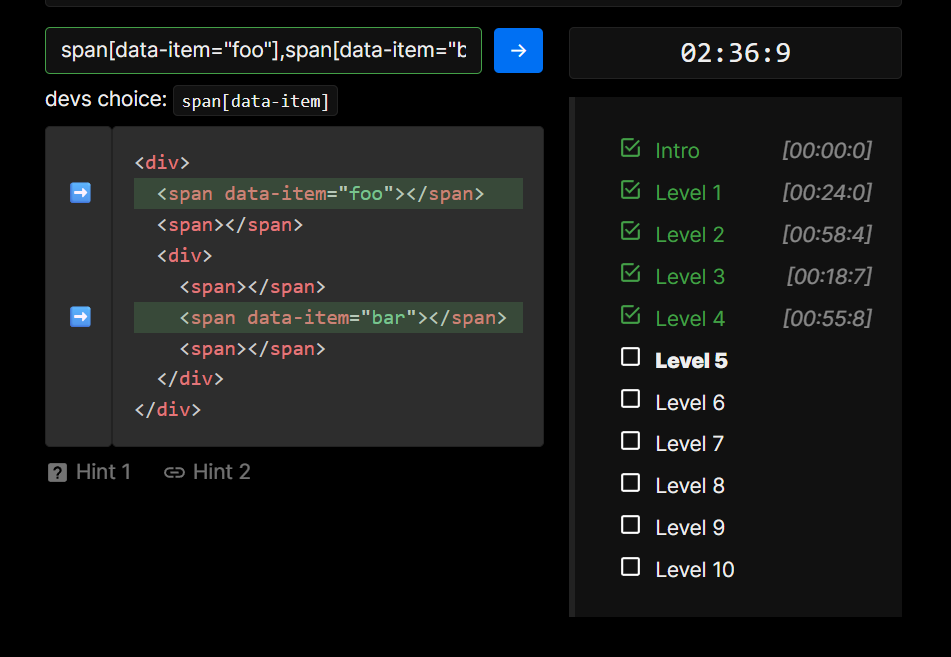 span[data-item="foo"],span[data-item="b
02:36:9
devs choice: span[data-item]
<div>
<span data-item="foo"></span>
<span></span>
<div>
<span></span>
<span data-item="bar"></span>
<span></span>
</div>
</div>
? Hint 1 Hint 2
Intro [00:00:0]
Level 1 [00:24:0]
Level 2 [00:58:4]
Level 3 [00:18:7]
Level 4 [00:55:8]
Level 5
Level 6
Level 7
Level 8
Level 9
Level 10